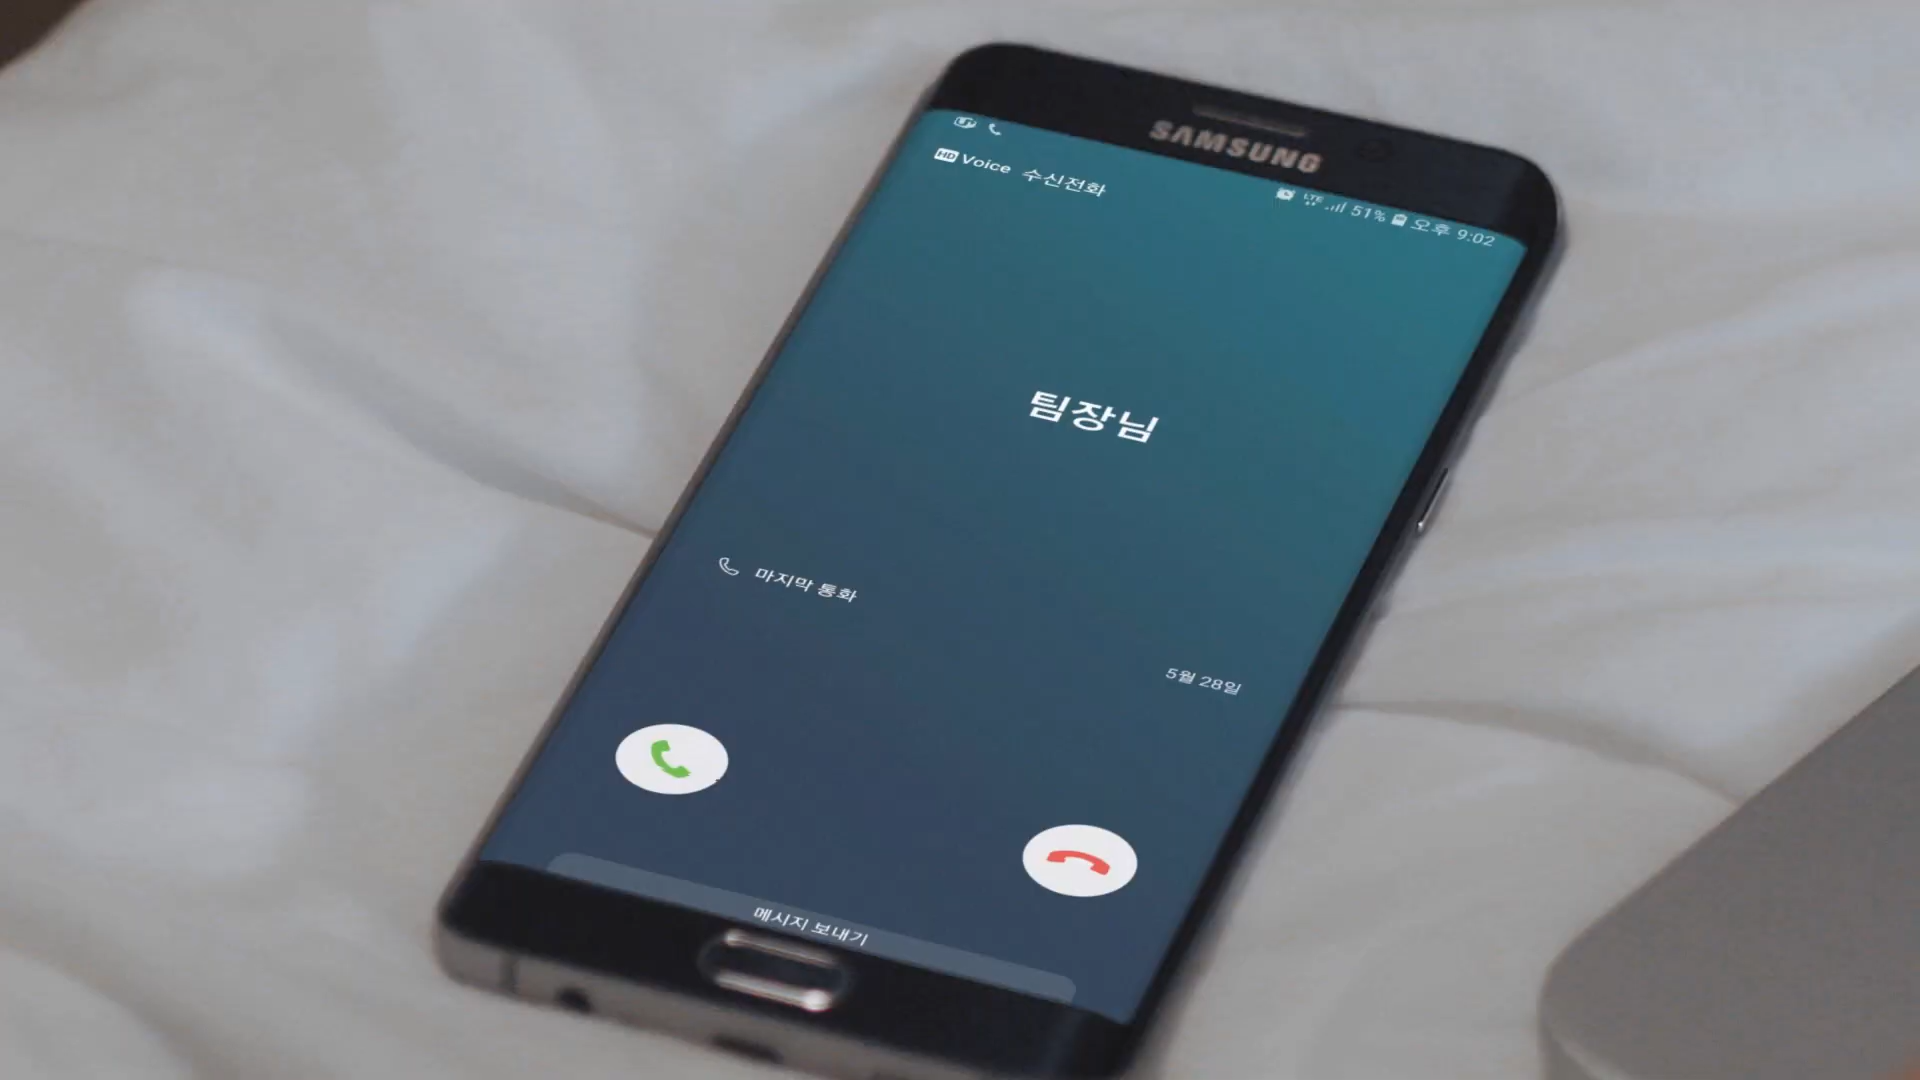 SAMSUNG
HD Voice 수신전화
LTE 51% 오후 9:02
팀장님
마지막 통화
5월 28일
메시지 보내기